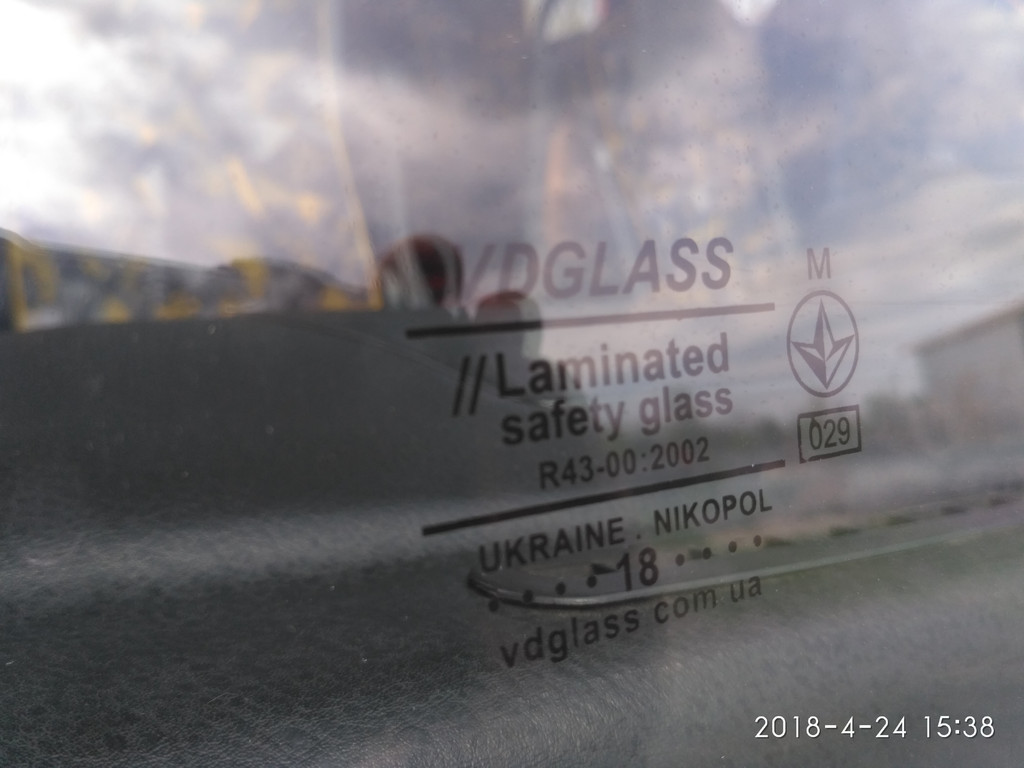 VDGLASS
M
// Laminated
safety glass
029
R43-00:2002
UKRAINE . NIKOPOL
. . . . 18 . . . .
vdglass com ua
2018-4-24 15:38